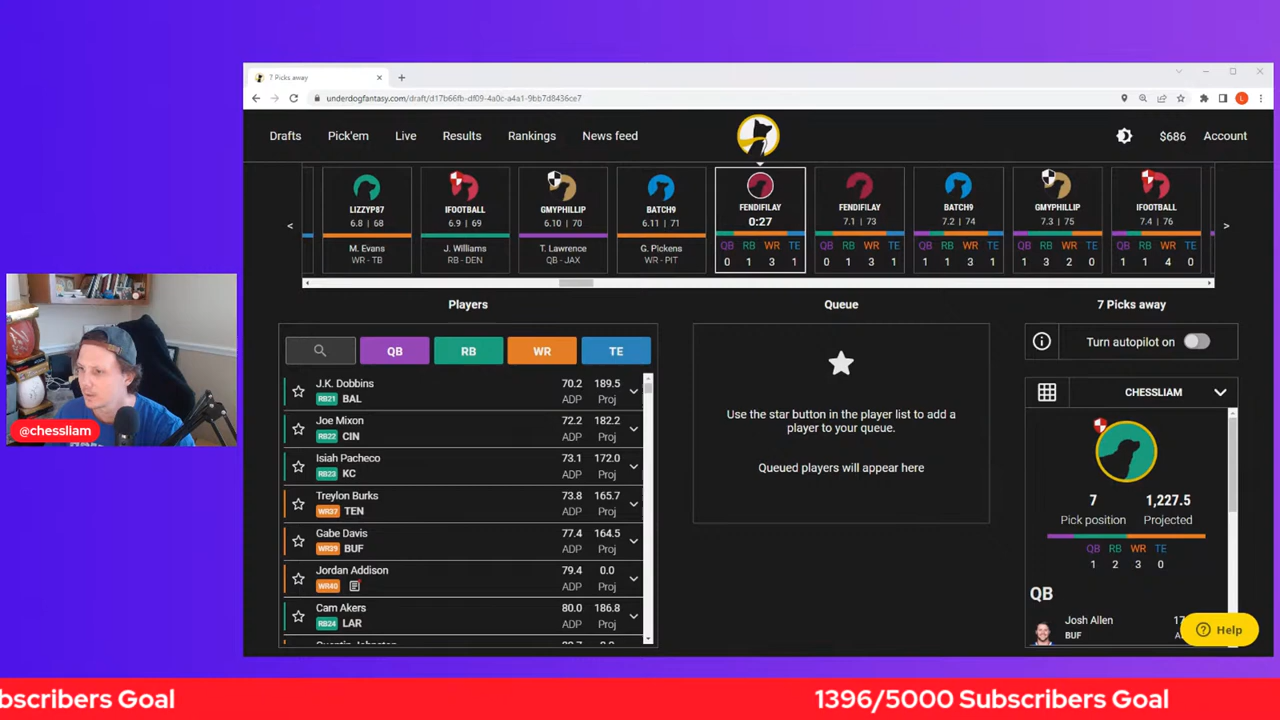 7 Picks away
underdogfantasy.com/draft/d17b66fb-df09-4a0c-a4a1-9bb7d8436ce7
Drafts Pick'em Live Results Rankings News feed $686 Account
LIZZYP87 IFOOTBALL GMYPHILLIP BATCH9 FENDIFILAY FENDIFILAY BATCH9 GMYPHILLIP IFOOTBALL
6.8 | 68 6.9 | 69 6.10 | 70 6.11 | 71 0:27 7.1 | 73 7.2 | 74 7.3 | 75 7.4 | 76
M. Evans J. Williams T. Lawrence G. Pickens QB RB WR TE QB RB WR TE QB RB WR TE QB RB WR TE QB RB WR TE
WR - TB RB - DEN QB - JAX WR - PIT 0 1 3 1 0 1 3 1 1 1 3 1 1 3 2 0 1 1 4 0
Players Queue 7 Picks away
QB RB WR TE
J.K. Dobbins 70.2 189.5
RB21 BAL ADP Proj
Joe Mixon 72.2 182.2
RB22 CIN ADP Proj
Isiah Pacheco 73.1 172.0
RB23 KC ADP Proj
Treylon Burks 73.8 165.7
WR37 TEN ADP Proj
Gabe Davis 77.4 164.5
WR39 BUF ADP Proj
Jordan Addison 79.4 0.0
WR40 ADP Proj
Cam Akers 80.0 186.8
RB24 LAR ADP Proj
Use the star button in the player list to add a
player to your queue.
Queued players will appear here
Turn autopilot on
CHESSLIAM
7 1,227.5
Pick position Projected
QB RB WR TE
1 2 3 0
QB
Josh Allen
BUF
Help
@chessliam
bscribers Goal 1396/5000 Subscribers Goal